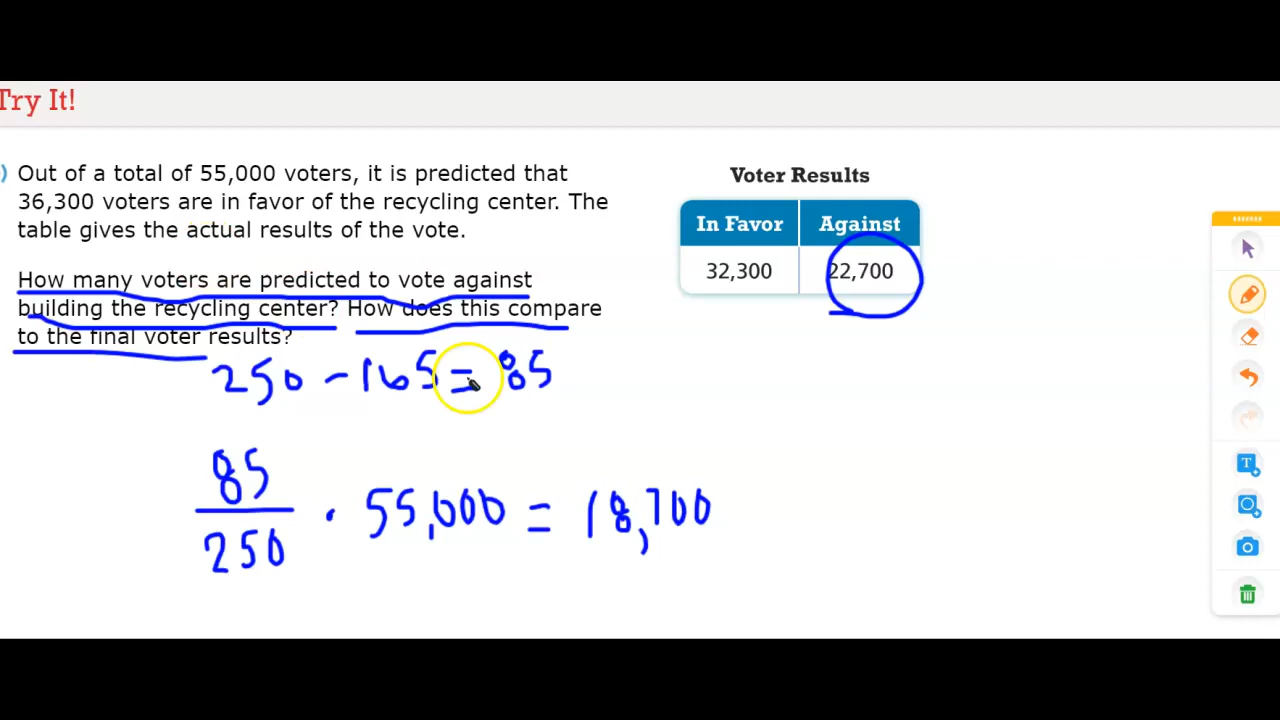 Try It!
) Out of a total of 55,000 voters, it is predicted that
36,300 voters are in favor of the recycling center. The
table gives the actual results of the vote.
How many voters are predicted to vote against
building the recycling center? How does this compare
to the final voter results?
Voter Results
In Favor Against
32,300 22,700
250 - 165 = 85
85
250
· 55,000 = 18,700
T